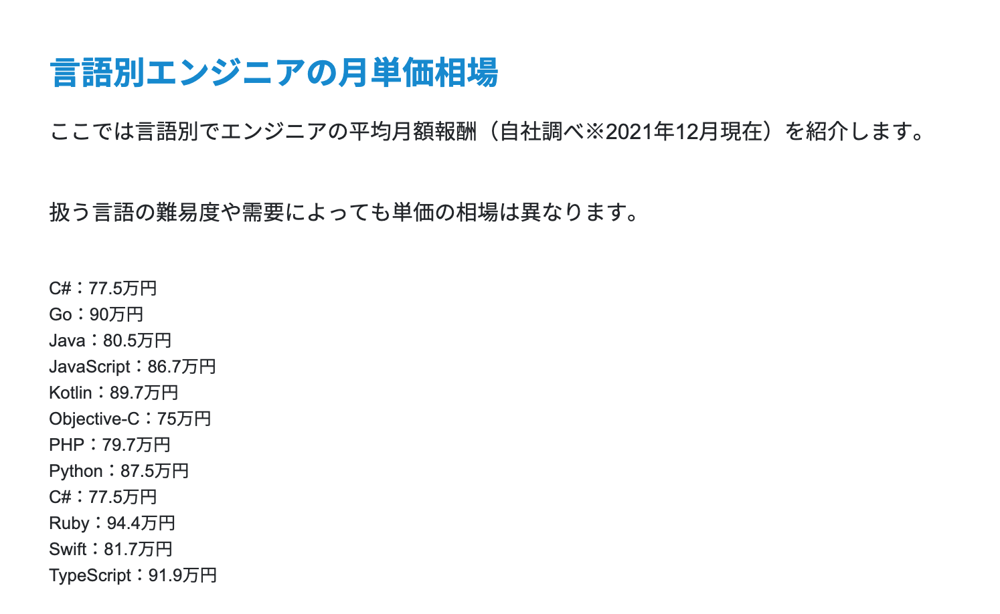 言語別エンジニアの月単価相場
ここでは言語別でエンジニアの平均月額報酬（自社調べ※2021年12月現在）を紹介します。
扱う言語の難易度や需要によっても単価の相場は異なります。
C#：77.5万円
Go：90万円
Java：80.5万円
JavaScript：86.7万円
Kotlin：89.7万円
Objective-C：75万円
PHP：79.7万円
Python：87.5万円
C#：77.5万円
Ruby：94.4万円
Swift：81.7万円
TypeScript：91.9万円